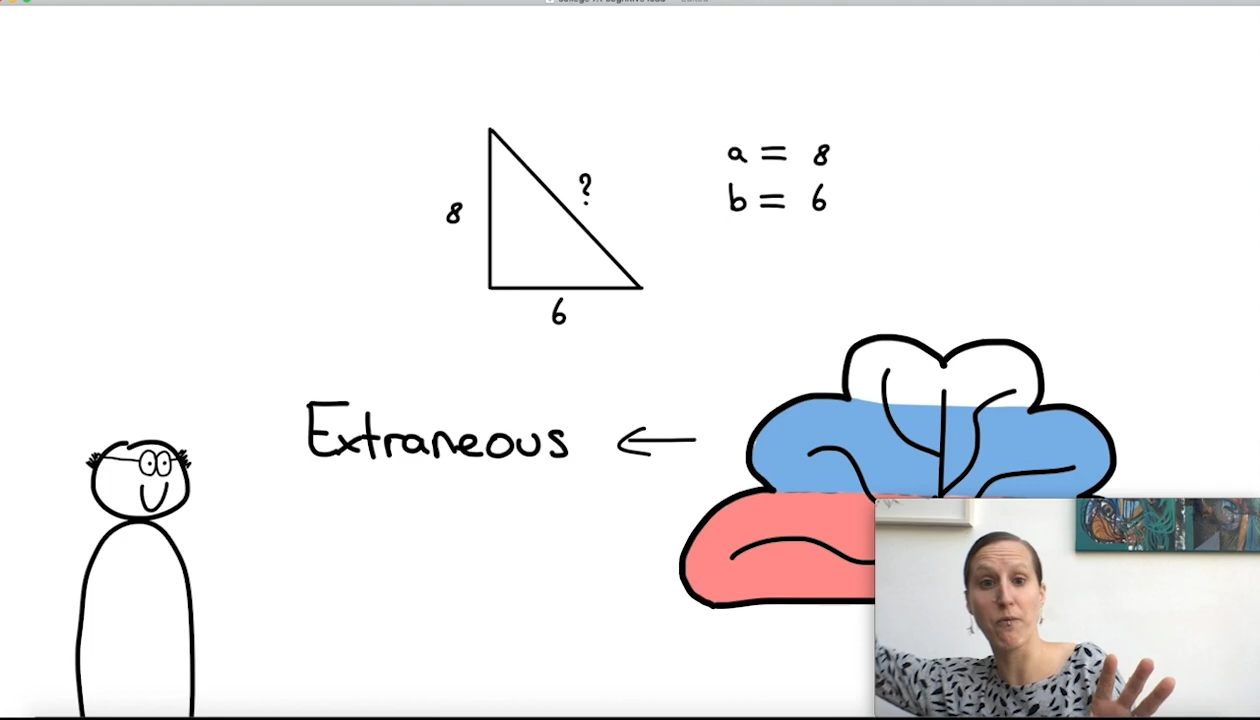 8
?
6
a = 8
b = 6
Extraneous